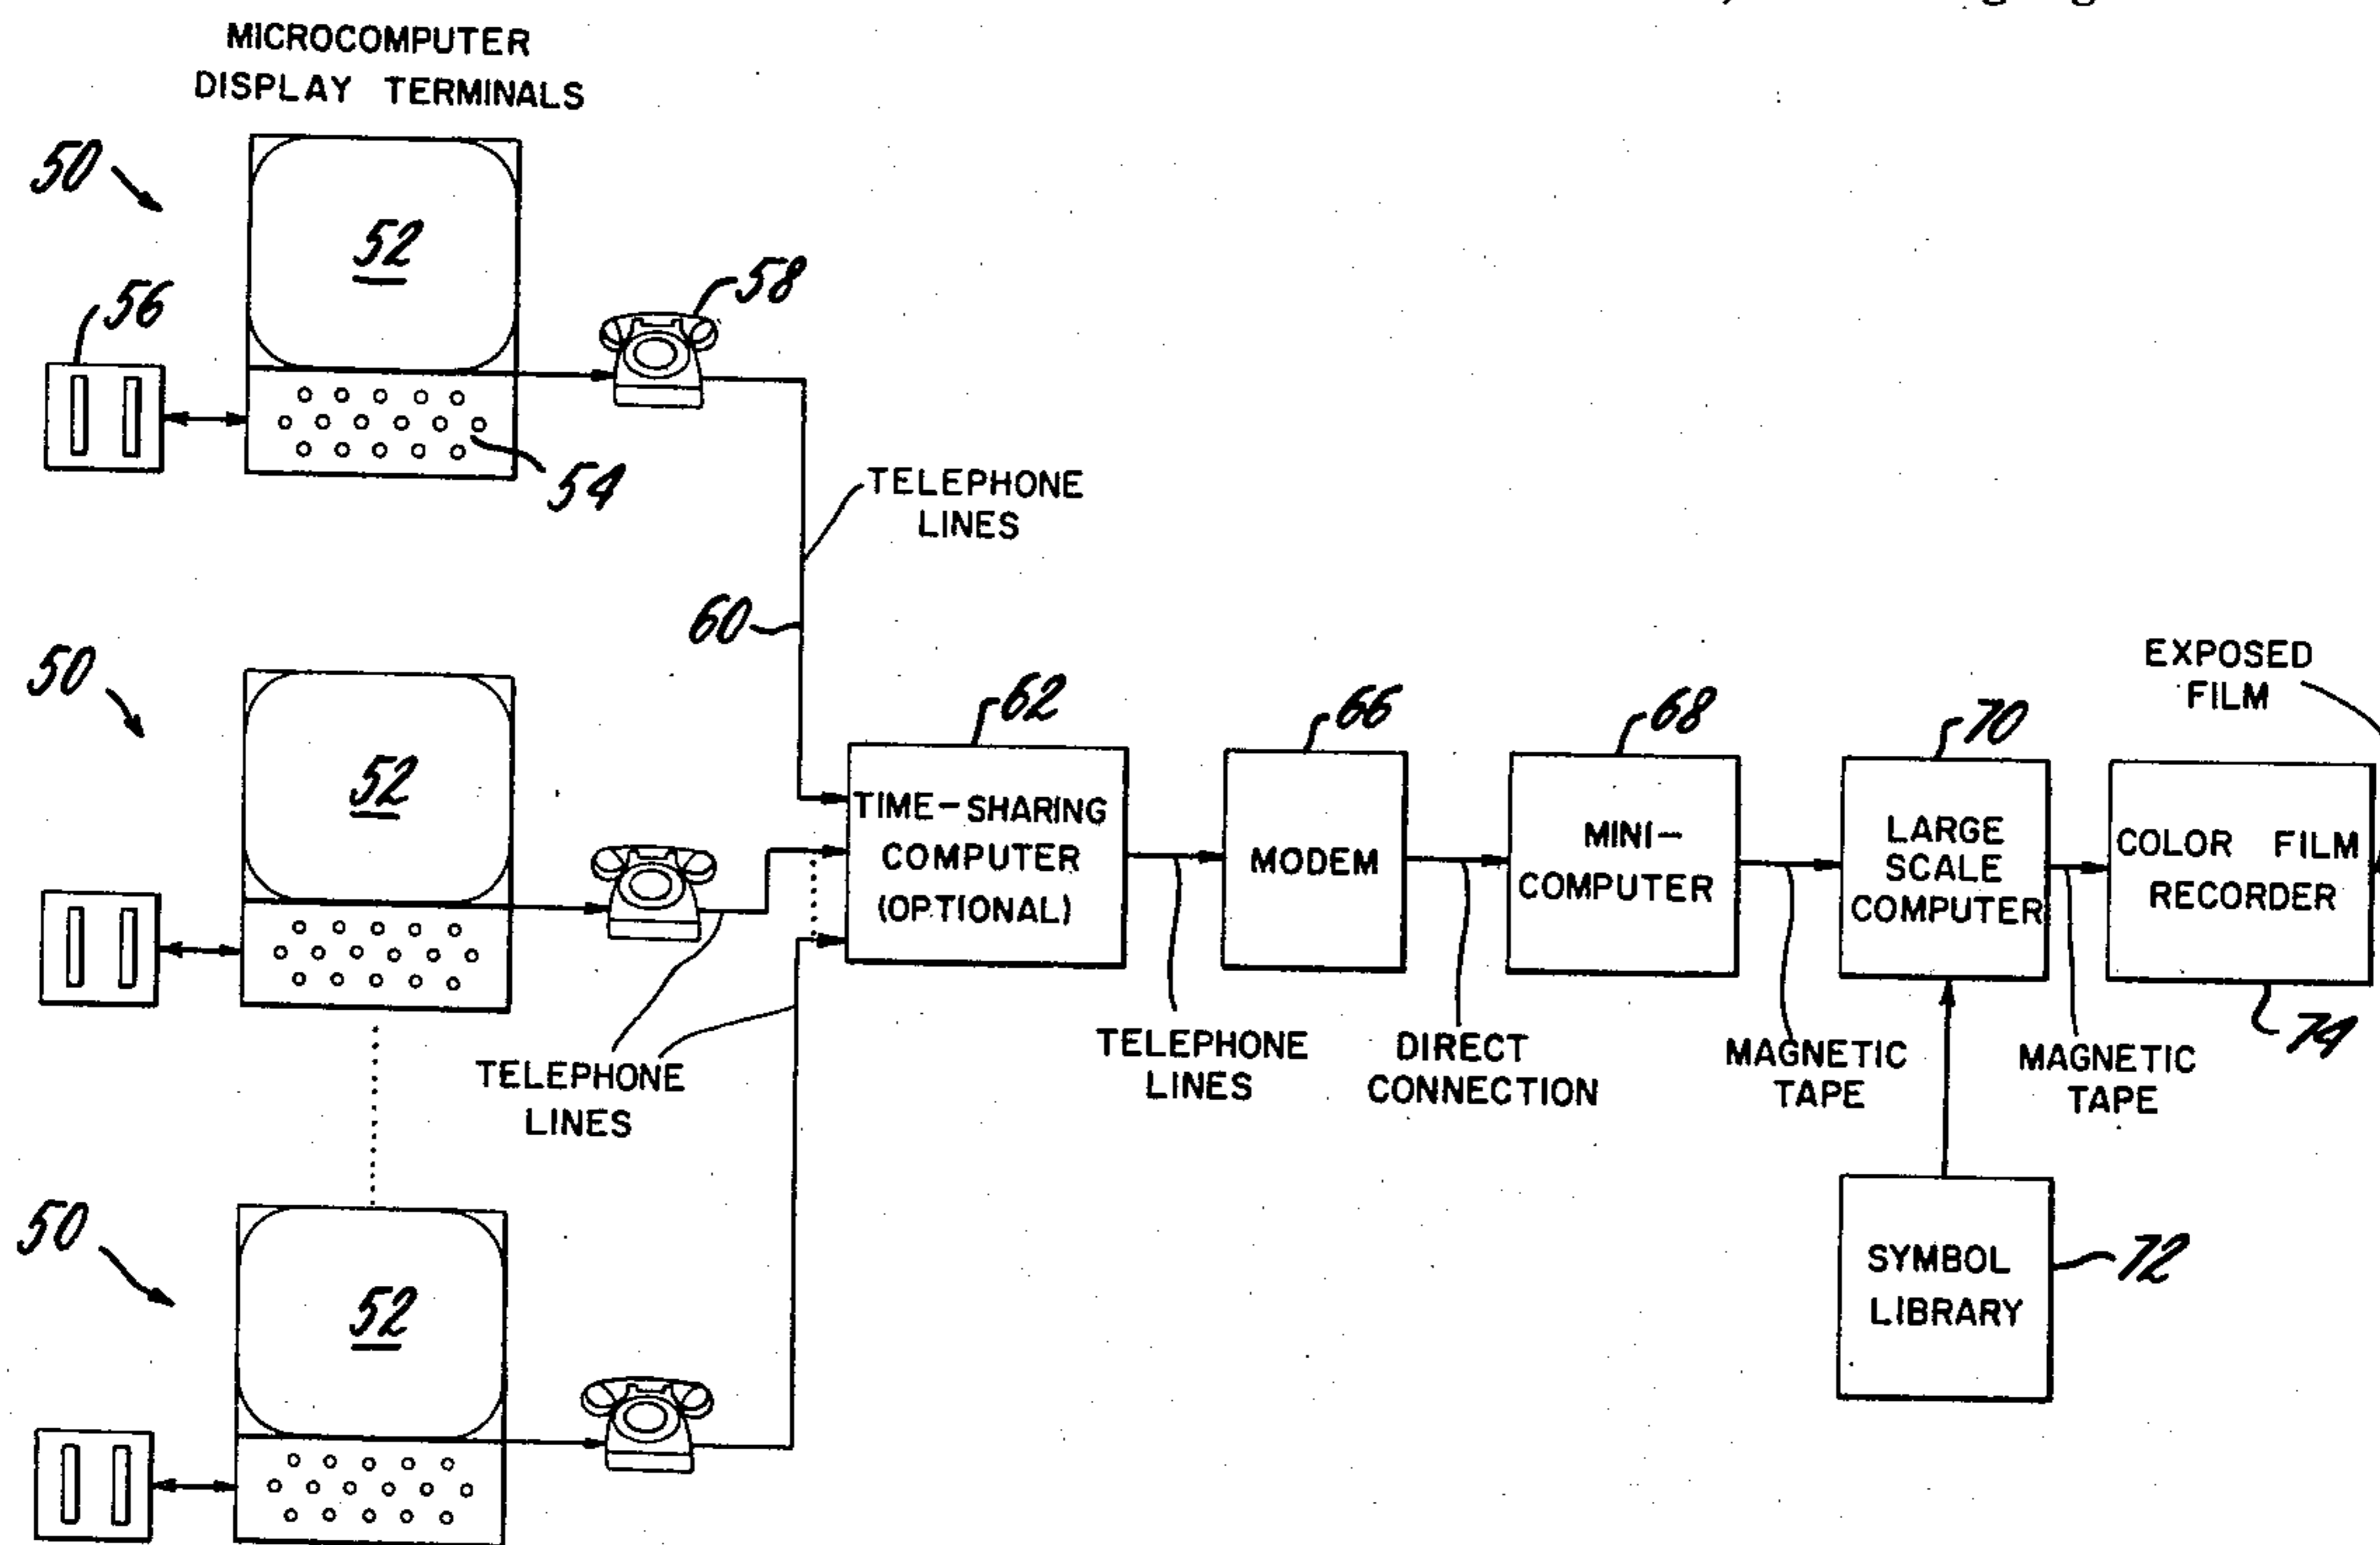 MICROCOMPUTER
DISPLAY TERMINALS
50
52
56
58
54
TELEPHONE
LINES
60
50
52
62
66
68
70
EXPOSED
FILM
TIME-SHARING
COMPUTER
(OPTIONAL)
MODEM
MINI-
COMPUTER
LARGE
SCALE
COMPUTER
COLOR FILM
RECORDER
74
TELEPHONE
LINES
TELEPHONE
LINES
DIRECT
CONNECTION
MAGNETIC
TAPE
MAGNETIC
TAPE
50
52
SYMBOL
LIBRARY
72